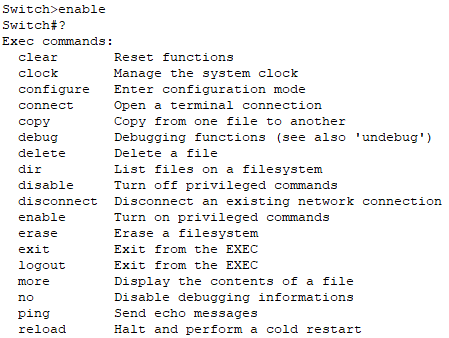 Switch>enable
Switch#?
Exec commands:
  clear       Reset functions
  clock       Manage the system clock
  configure   Enter configuration mode
  connect     Open a terminal connection
  copy        Copy from one file to another
  debug       Debugging functions (see also 'undebug')
  delete      Delete a file
  dir         List files on a filesystem
  disable     Turn off privileged commands
  disconnect  Disconnect an existing network connection
  enable      Turn on privileged commands
  erase       Erase a filesystem
  exit        Exit from the EXEC
  logout      Exit from the EXEC
  more        Display the contents of a file
  no          Disable debugging informations
  ping        Send echo messages
  reload      Halt and perform a cold restart